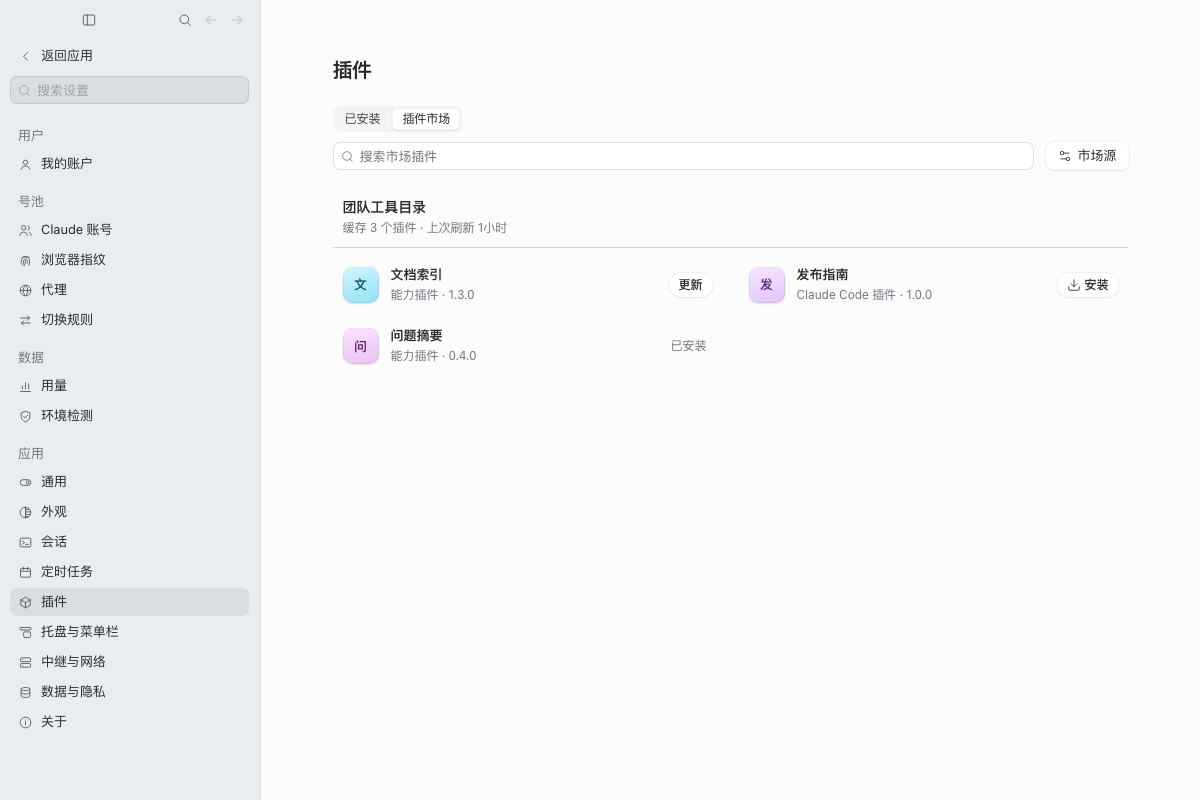 返回应用
搜索设置
用户
我的账户
号池
Claude 账号
浏览器指纹
代理
切换规则
数据
用量
环境检测
应用
通用
外观
会话
定时任务
插件
托盘与菜单栏
中继与网络
数据与隐私
关于
插件
已安装 插件市场
搜索市场插件 市场源
团队工具目录
缓存 3 个插件 · 上次刷新 1小时
文 文档索引
能力插件 · 1.3.0
更新
发 发布指南
Claude Code 插件 · 1.0.0
安装
问 问题摘要
能力插件 · 0.4.0
已安装